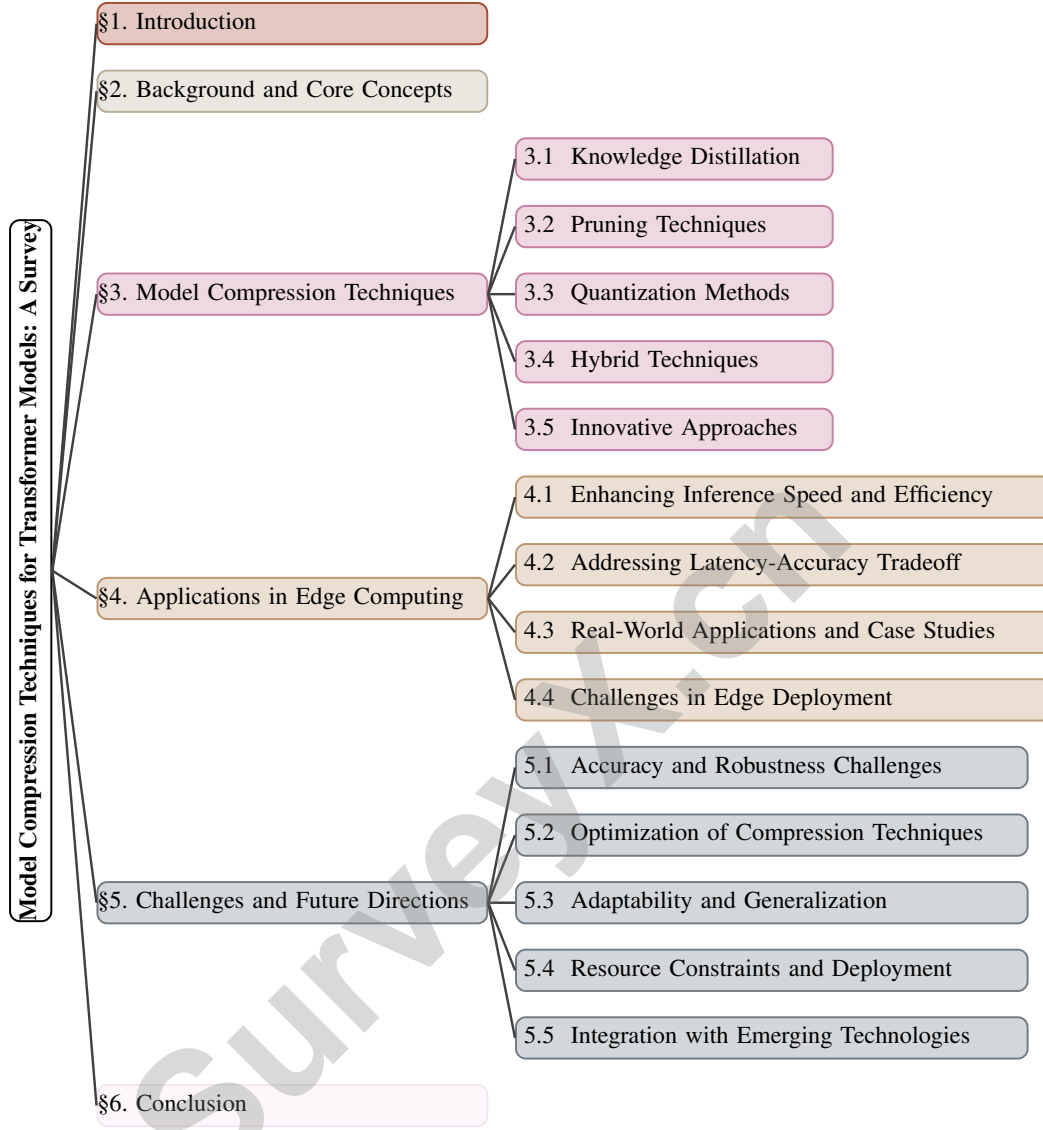 Model Compression Techniques for Transformer Models: A Survey
§1. Introduction
§2. Background and Core Concepts
§3. Model Compression Techniques
3.1 Knowledge Distillation
3.2 Pruning Techniques
3.3 Quantization Methods
3.4 Hybrid Techniques
3.5 Innovative Approaches
§4. Applications in Edge Computing
4.1 Enhancing Inference Speed and Efficiency
4.2 Addressing Latency-Accuracy Tradeoff
4.3 Real-World Applications and Case Studies
4.4 Challenges in Edge Deployment
§5. Challenges and Future Directions
5.1 Accuracy and Robustness Challenges
5.2 Optimization of Compression Techniques
5.3 Adaptability and Generalization
5.4 Resource Constraints and Deployment
5.5 Integration with Emerging Technologies
§6. Conclusion
SurveyX.cn